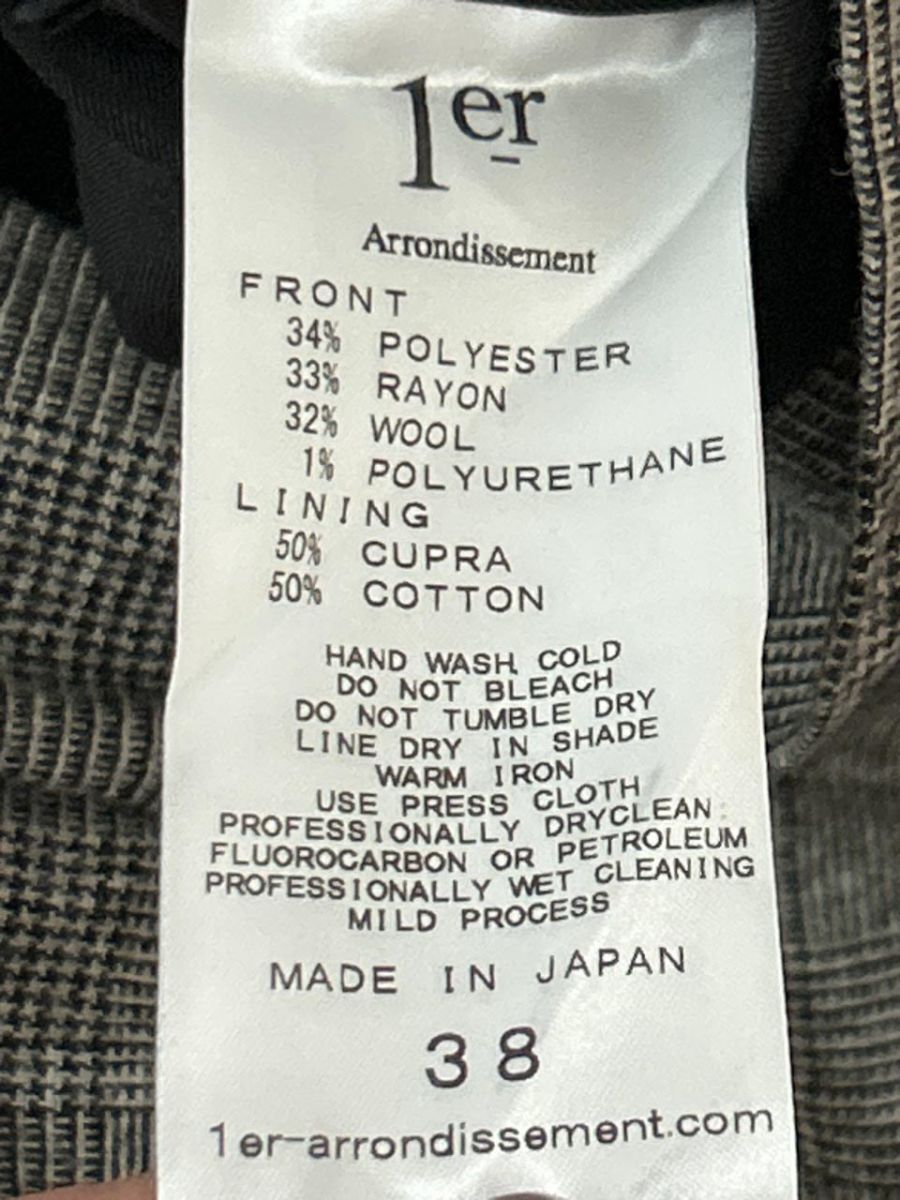 1er
Arrondissement
FRONT
34% POLYESTER
33% RAYON
32% WOOL
1% POLYURETHANE
LINING
50% CUPRA
50% COTTON
HAND WASH COLD
DO NOT BLEACH
DO NOT TUMBLE DRY
LINE DRY IN SHADE
WARM IRON
USE PRESS CLOTH
PROFESSIONALLY DRYCLEAN:
FLUOROCARBON OR PETROLEUM
PROFESSIONALLY WET CLEANING
MILD PROCESS
MADE IN JAPAN
38
1er-arrondissement.com